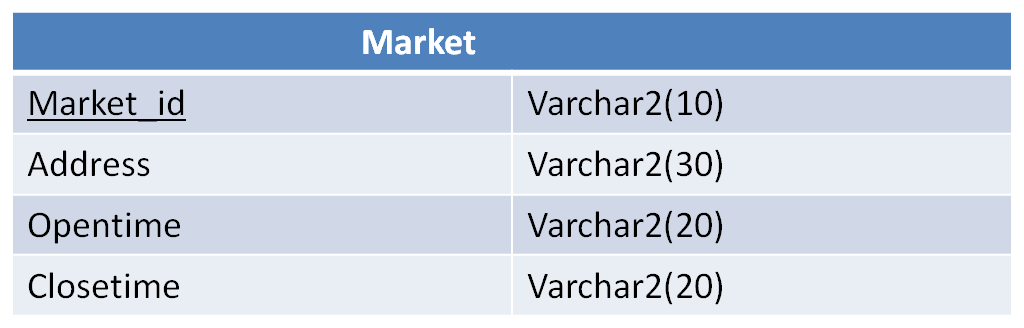 Market
Market_id Varchar2(10)
Address Varchar2(30)
Opentime Varchar2(20)
Closetime Varchar2(20)